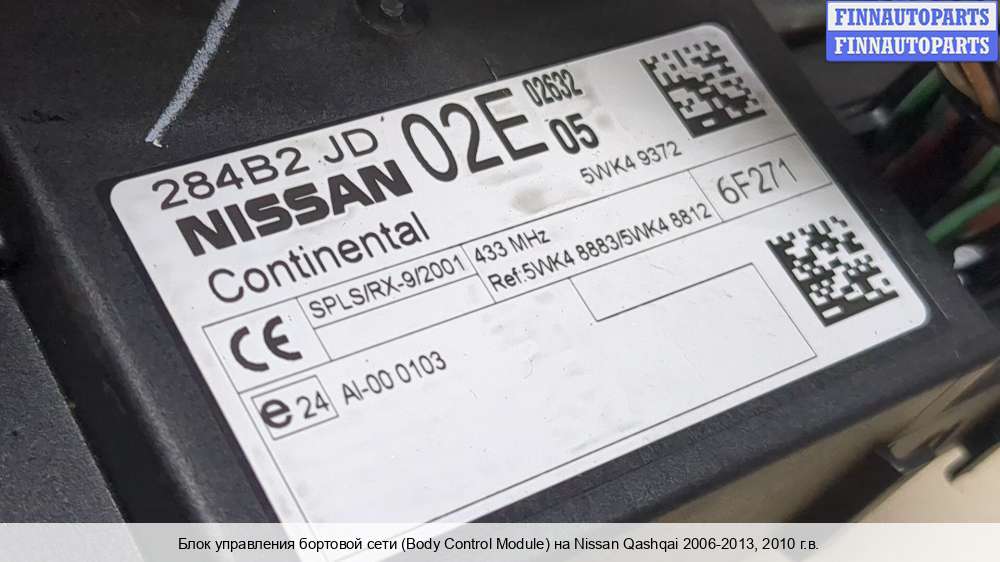 FINNAUTOPARTS
FINNAUTOPARTS
284B2 JD 02E 02632
NISSAN 05
5WK4 9372
Continental
6F271
SPLS/RX-9/2001 433 MHz
Ref:5WK4 8883/5WK4 8812
CE
e 24 AI-00 0103
Блок управления бортовой сети (Body Control Module) на Nissan Qashqai 2006-2013, 2010 г.в.